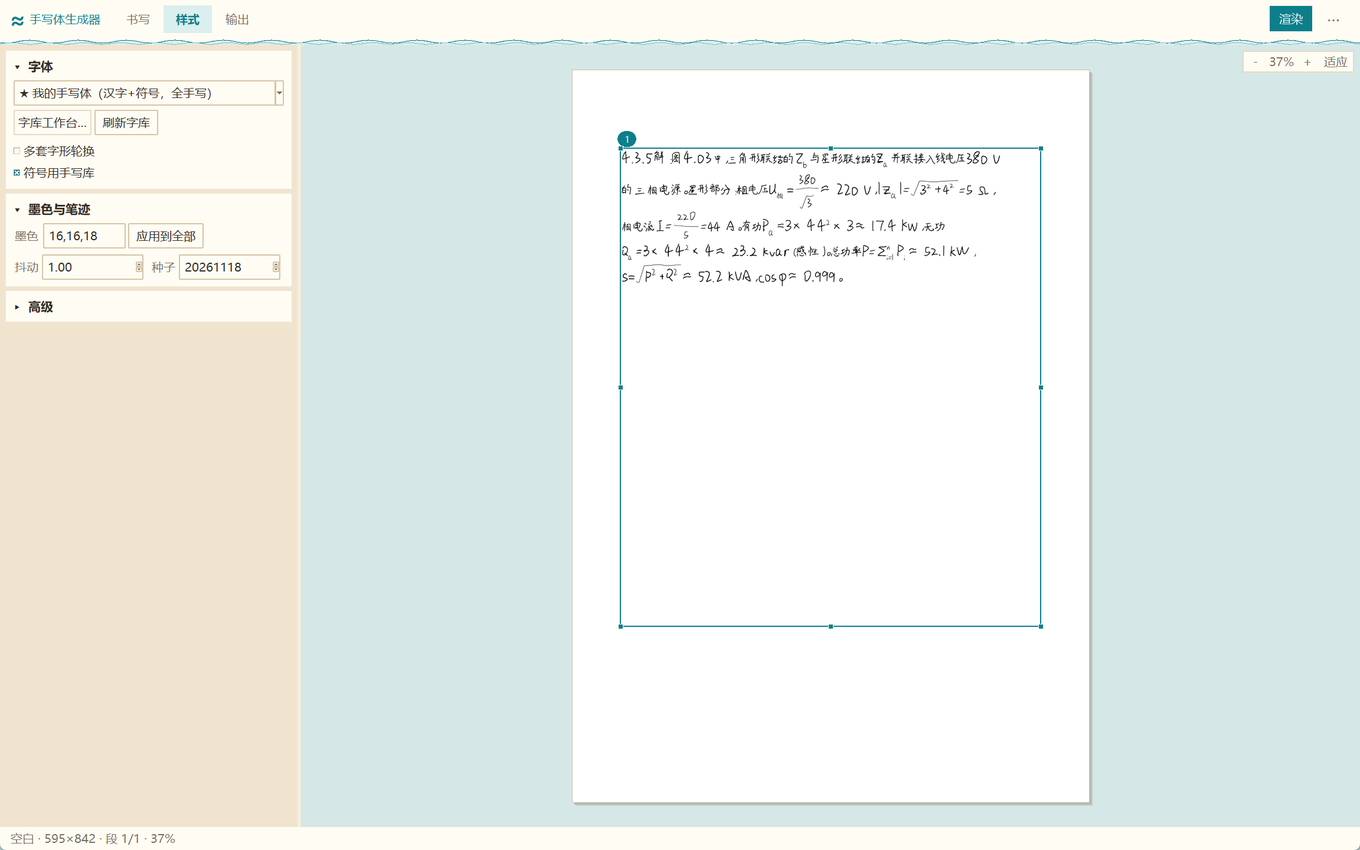 手写体生成器 书写 样式 输出 渲染 ...
- 37% + 适应
▾ 字体
★ 我的手写体（汉字+符号，全手写）
字库工作台... 刷新字库
多套字形轮换
符号用手写库
▾ 墨色与笔迹
墨色 16,16,18 应用到全部
抖动 1.00 种子 20261118
▸ 高级
1
4.3.5解 图4.03中,三角形联结的Z_b与星形联结的Z_a并联接入线电压380 V
的三相电源。星形部分 相电压U_相=380/√3≈220 V,|Z_a|=√(3²+4²)=5 Ω,
相电流I=220/5=44 A。有功P_a=3×44²×3≈17.4 kW 无功
Q_a=3×44²×4≈23.2 kvar(感性)。总功率P=∑ⁿᵢ₌₁P_i≈52.1 kW,
S=√(P²+Q²)≈52.2 kVA,cosφ≈0.999。
空白 · 595×842 · 段 1/1 · 37%